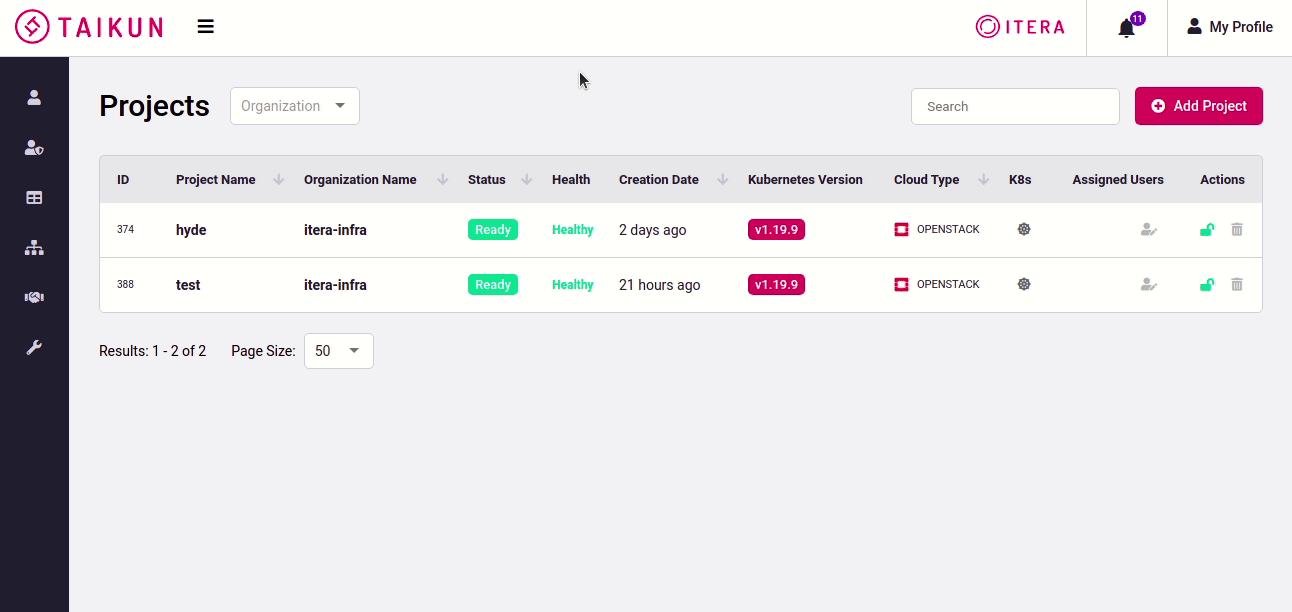 TAIKUN ITERA 11 My Profile
Projects Organization Search Add Project
ID Project Name Organization Name Status Health Creation Date Kubernetes Version Cloud Type K8s Assigned Users Actions
374 hyde itera-infra Ready Healthy 2 days ago v1.19.9 OPENSTACK
388 test itera-infra Ready Healthy 21 hours ago v1.19.9 OPENSTACK
Results: 1 - 2 of 2 Page Size: 50